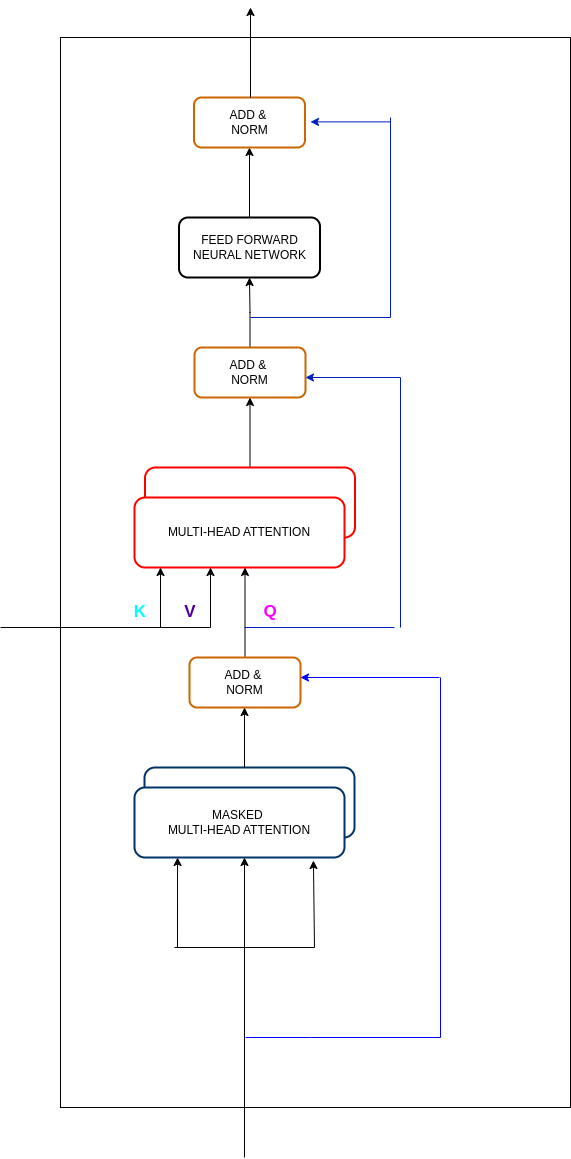 ADD &
NORM
FEED FORWARD
NEURAL NETWORK
ADD &
NORM
MULTI-HEAD ATTENTION
K V Q
ADD &
NORM
MASKED
MULTI-HEAD ATTENTION